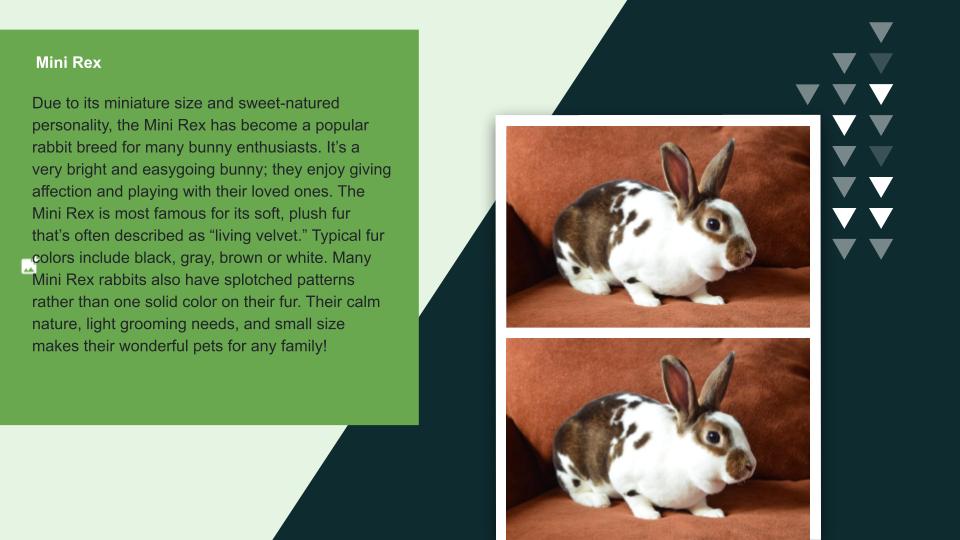 Mini Rex
Due to its miniature size and sweet-natured
personality, the Mini Rex has become a popular
rabbit breed for many bunny enthusiasts. It’s a
very bright and easygoing bunny; they enjoy giving
affection and playing with their loved ones. The
Mini Rex is most famous for its soft, plush fur
that’s often described as “living velvet.” Typical fur
colors include black, gray, brown or white. Many
Mini Rex rabbits also have splotched patterns
rather than one solid color on their fur. Their calm
nature, light grooming needs, and small size
makes their wonderful pets for any family!